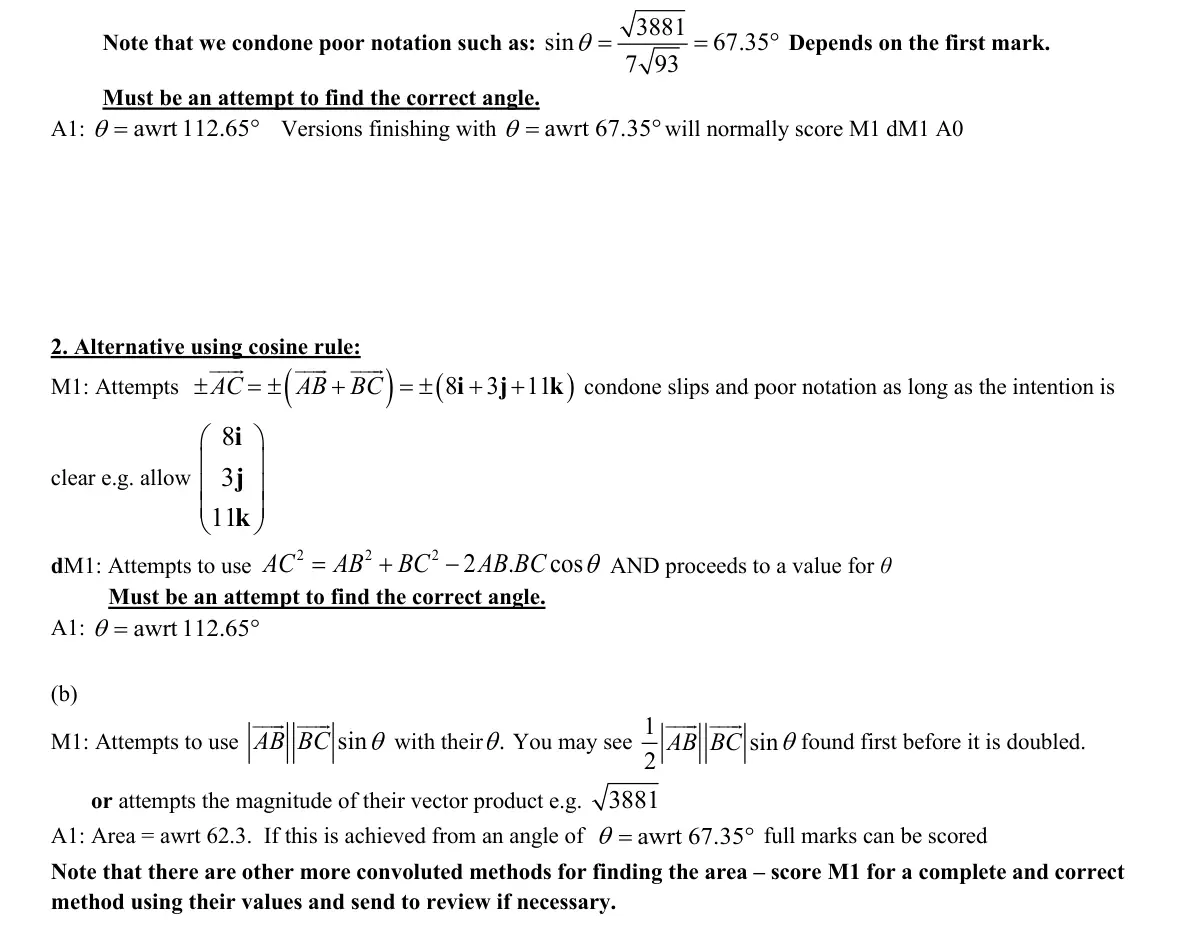 Note that we condone poor notation such as: sin θ = √3881 / 7√93 = 67.35° Depends on the first mark.
Must be an attempt to find the correct angle.
A1: θ = awrt 112.65° Versions finishing with θ = awrt 67.35° will normally score M1 dM1 A0
2. Alternative using cosine rule:
M1: Attempts ±AC⃗ = ±(AB⃗ + BC⃗) = ±(8i + 3j + 11k) condone slips and poor notation as long as the intention is
clear e.g. allow (8i 3j 11k)
dM1: Attempts to use AC² = AB² + BC² − 2AB.BC cos θ AND proceeds to a value for θ
Must be an attempt to find the correct angle.
A1: θ = awrt 112.65°
(b)
M1: Attempts to use |AB⃗||BC⃗| sin θ with their θ. You may see 1/2 |AB⃗||BC⃗| sin θ found first before it is doubled.
or attempts the magnitude of their vector product e.g. √3881
A1: Area = awrt 62.3. If this is achieved from an angle of θ = awrt 67.35° full marks can be scored
Note that there are other more convoluted methods for finding the area – score M1 for a complete and correct
method using their values and send to review if necessary.